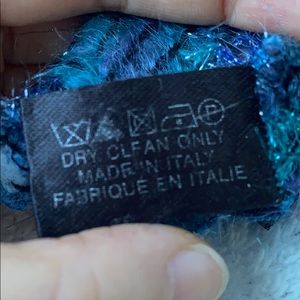 DRY CLEAN ONLY
MADE IN ITALY
FABRIQUE EN ITALIE